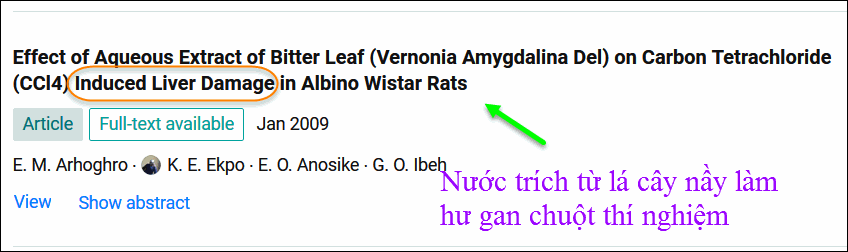 Effect of Aqueous Extract of Bitter Leaf (Vernonia Amygdalina Del) on Carbon Tetrachloride
(CCl4) Induced Liver Damage in Albino Wistar Rats
Article Full-text available Jan 2009
E. M. Arhoghro · K. E. Ekpo · E. O. Anosike · G. O. Ibeh
Nước trích từ lá cây nầy làm
hư gan chuột thí nghiệm
View Show abstract